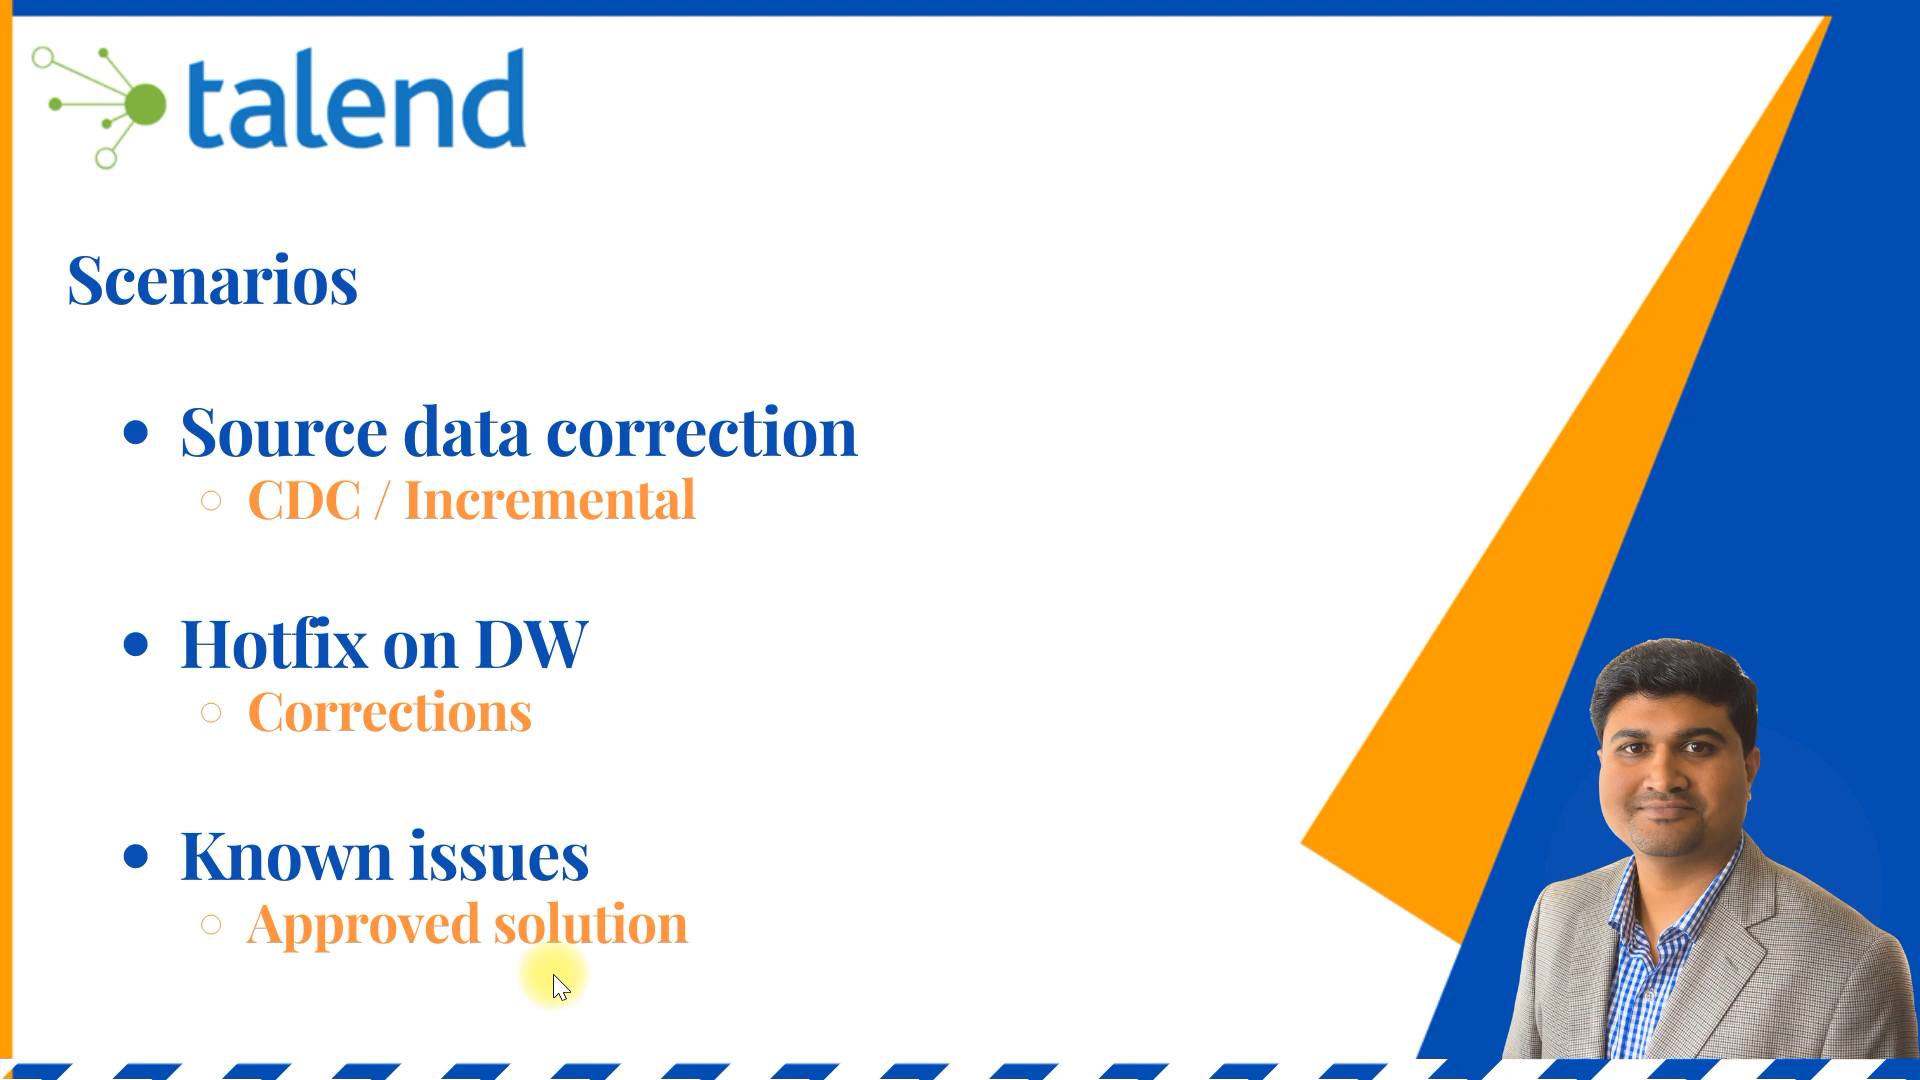 talend
Scenarios
Source data correction
CDC / Incremental
Hotfix on DW
Corrections
Known issues
Approved solution